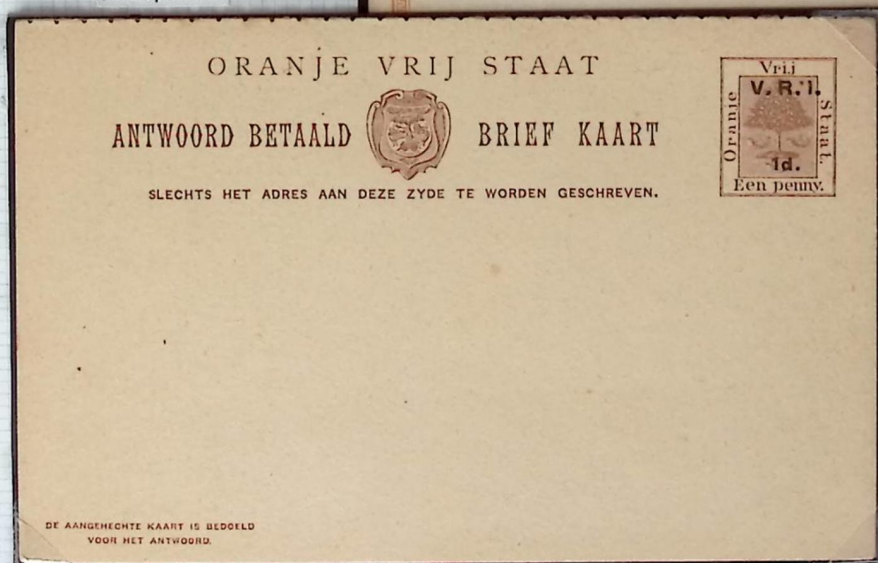 ORANJE VRIJ STAAT
ANTWOORD BETAALD BRIEF KAART
SLECHTS HET ADRES AAN DEZE ZYDE TE WORDEN GESCHREVEN.
Vrij
V. R. I.
Oranje
Staat.
1d.
Een penny.
DE AANGEHECHTE KAART IS BEDOELD
VOOR HET ANTWOORD.